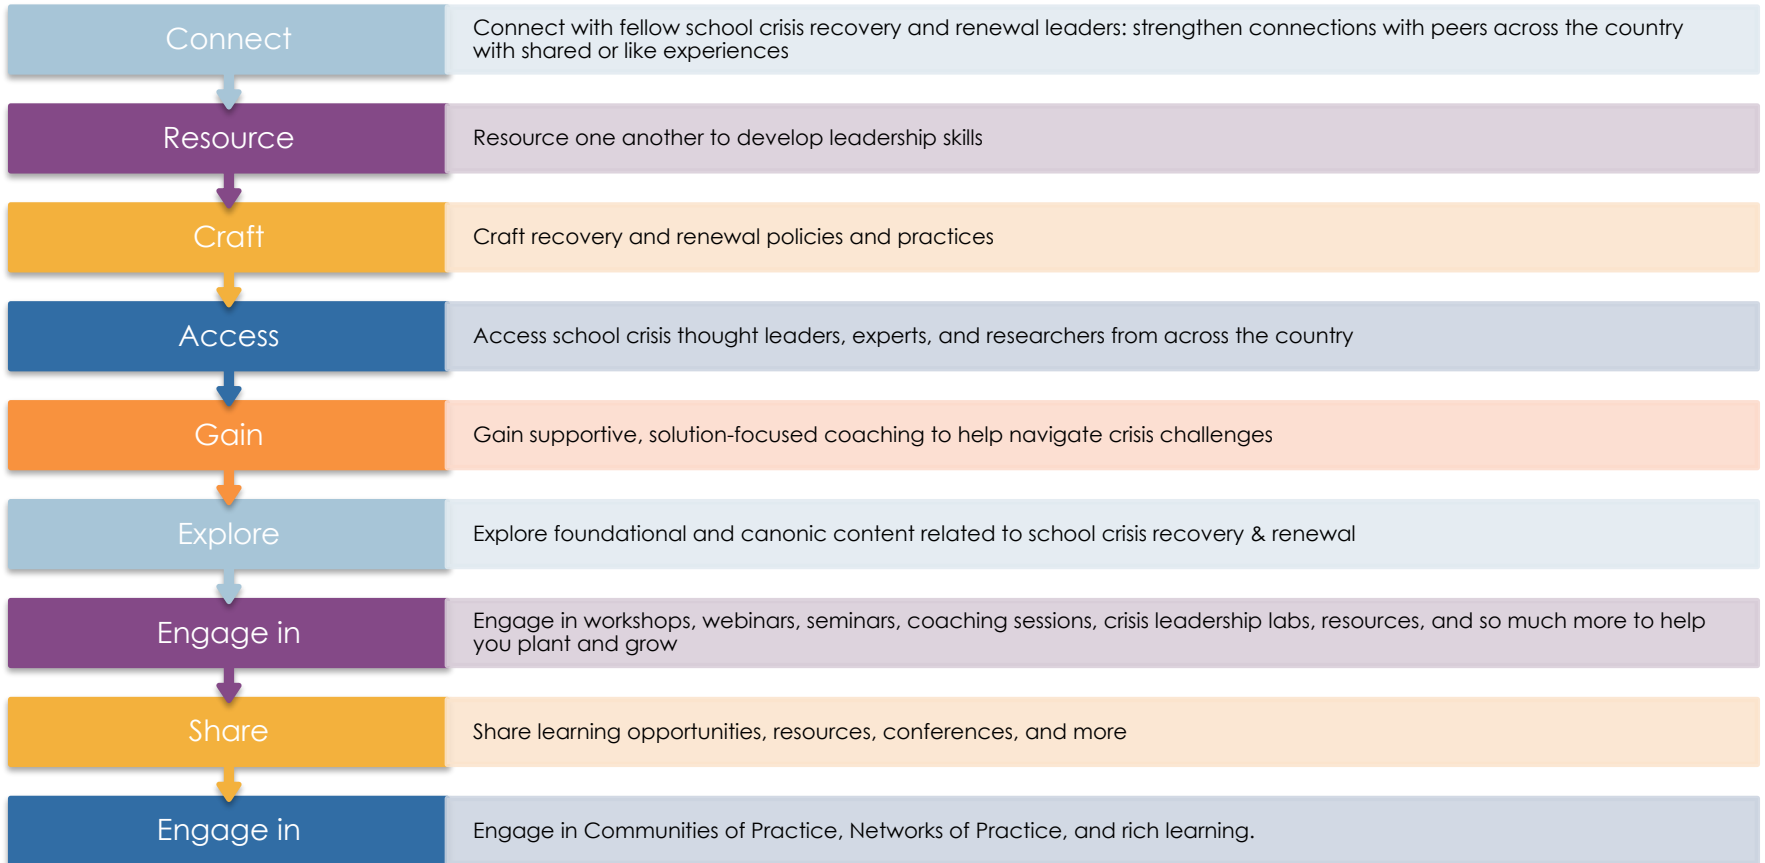 Connect
Connect with fellow school crisis recovery and renewal leaders: strengthen connections with peers across the country
with shared or like experiences
Resource
Resource one another to develop leadership skills
Craft
Craft recovery and renewal policies and practices
Access
Access school crisis thought leaders, experts, and researchers from across the country
Gain
Gain supportive, solution-focused coaching to help navigate crisis challenges
Explore
Explore foundational and canonic content related to school crisis recovery & renewal
Engage in
Engage in workshops, webinars, seminars, coaching sessions, crisis leadership labs, resources, and so much more to help
you plant and grow
Share
Share learning opportunities, resources, conferences, and more
Engage in
Engage in Communities of Practice, Networks of Practice, and rich learning.